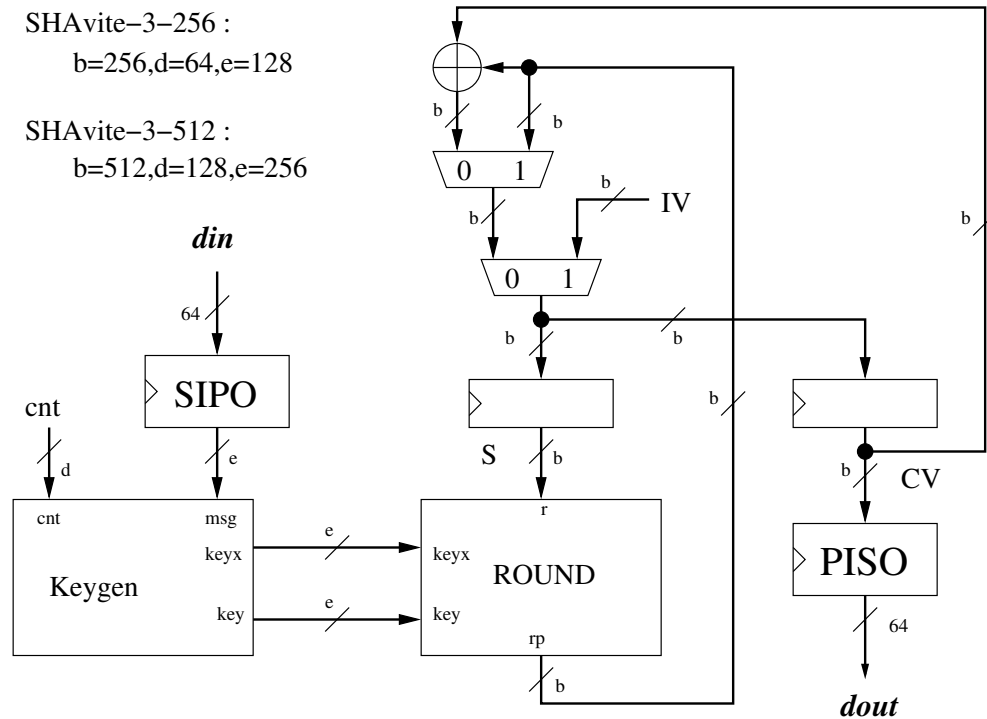 SHAvite−3−256 :
b=256,d=64,e=128
SHAvite−3−512 :
b=512,d=128,e=256
b
b
0 1
b
b
IV
b
din
0 1
64
b
b
SIPO
cnt
b
d
e
S
b
b
CV
cnt
msg
r
keyx
e
keyx
Keygen
ROUND
PISO
key
e
key
rp
64
b
dout